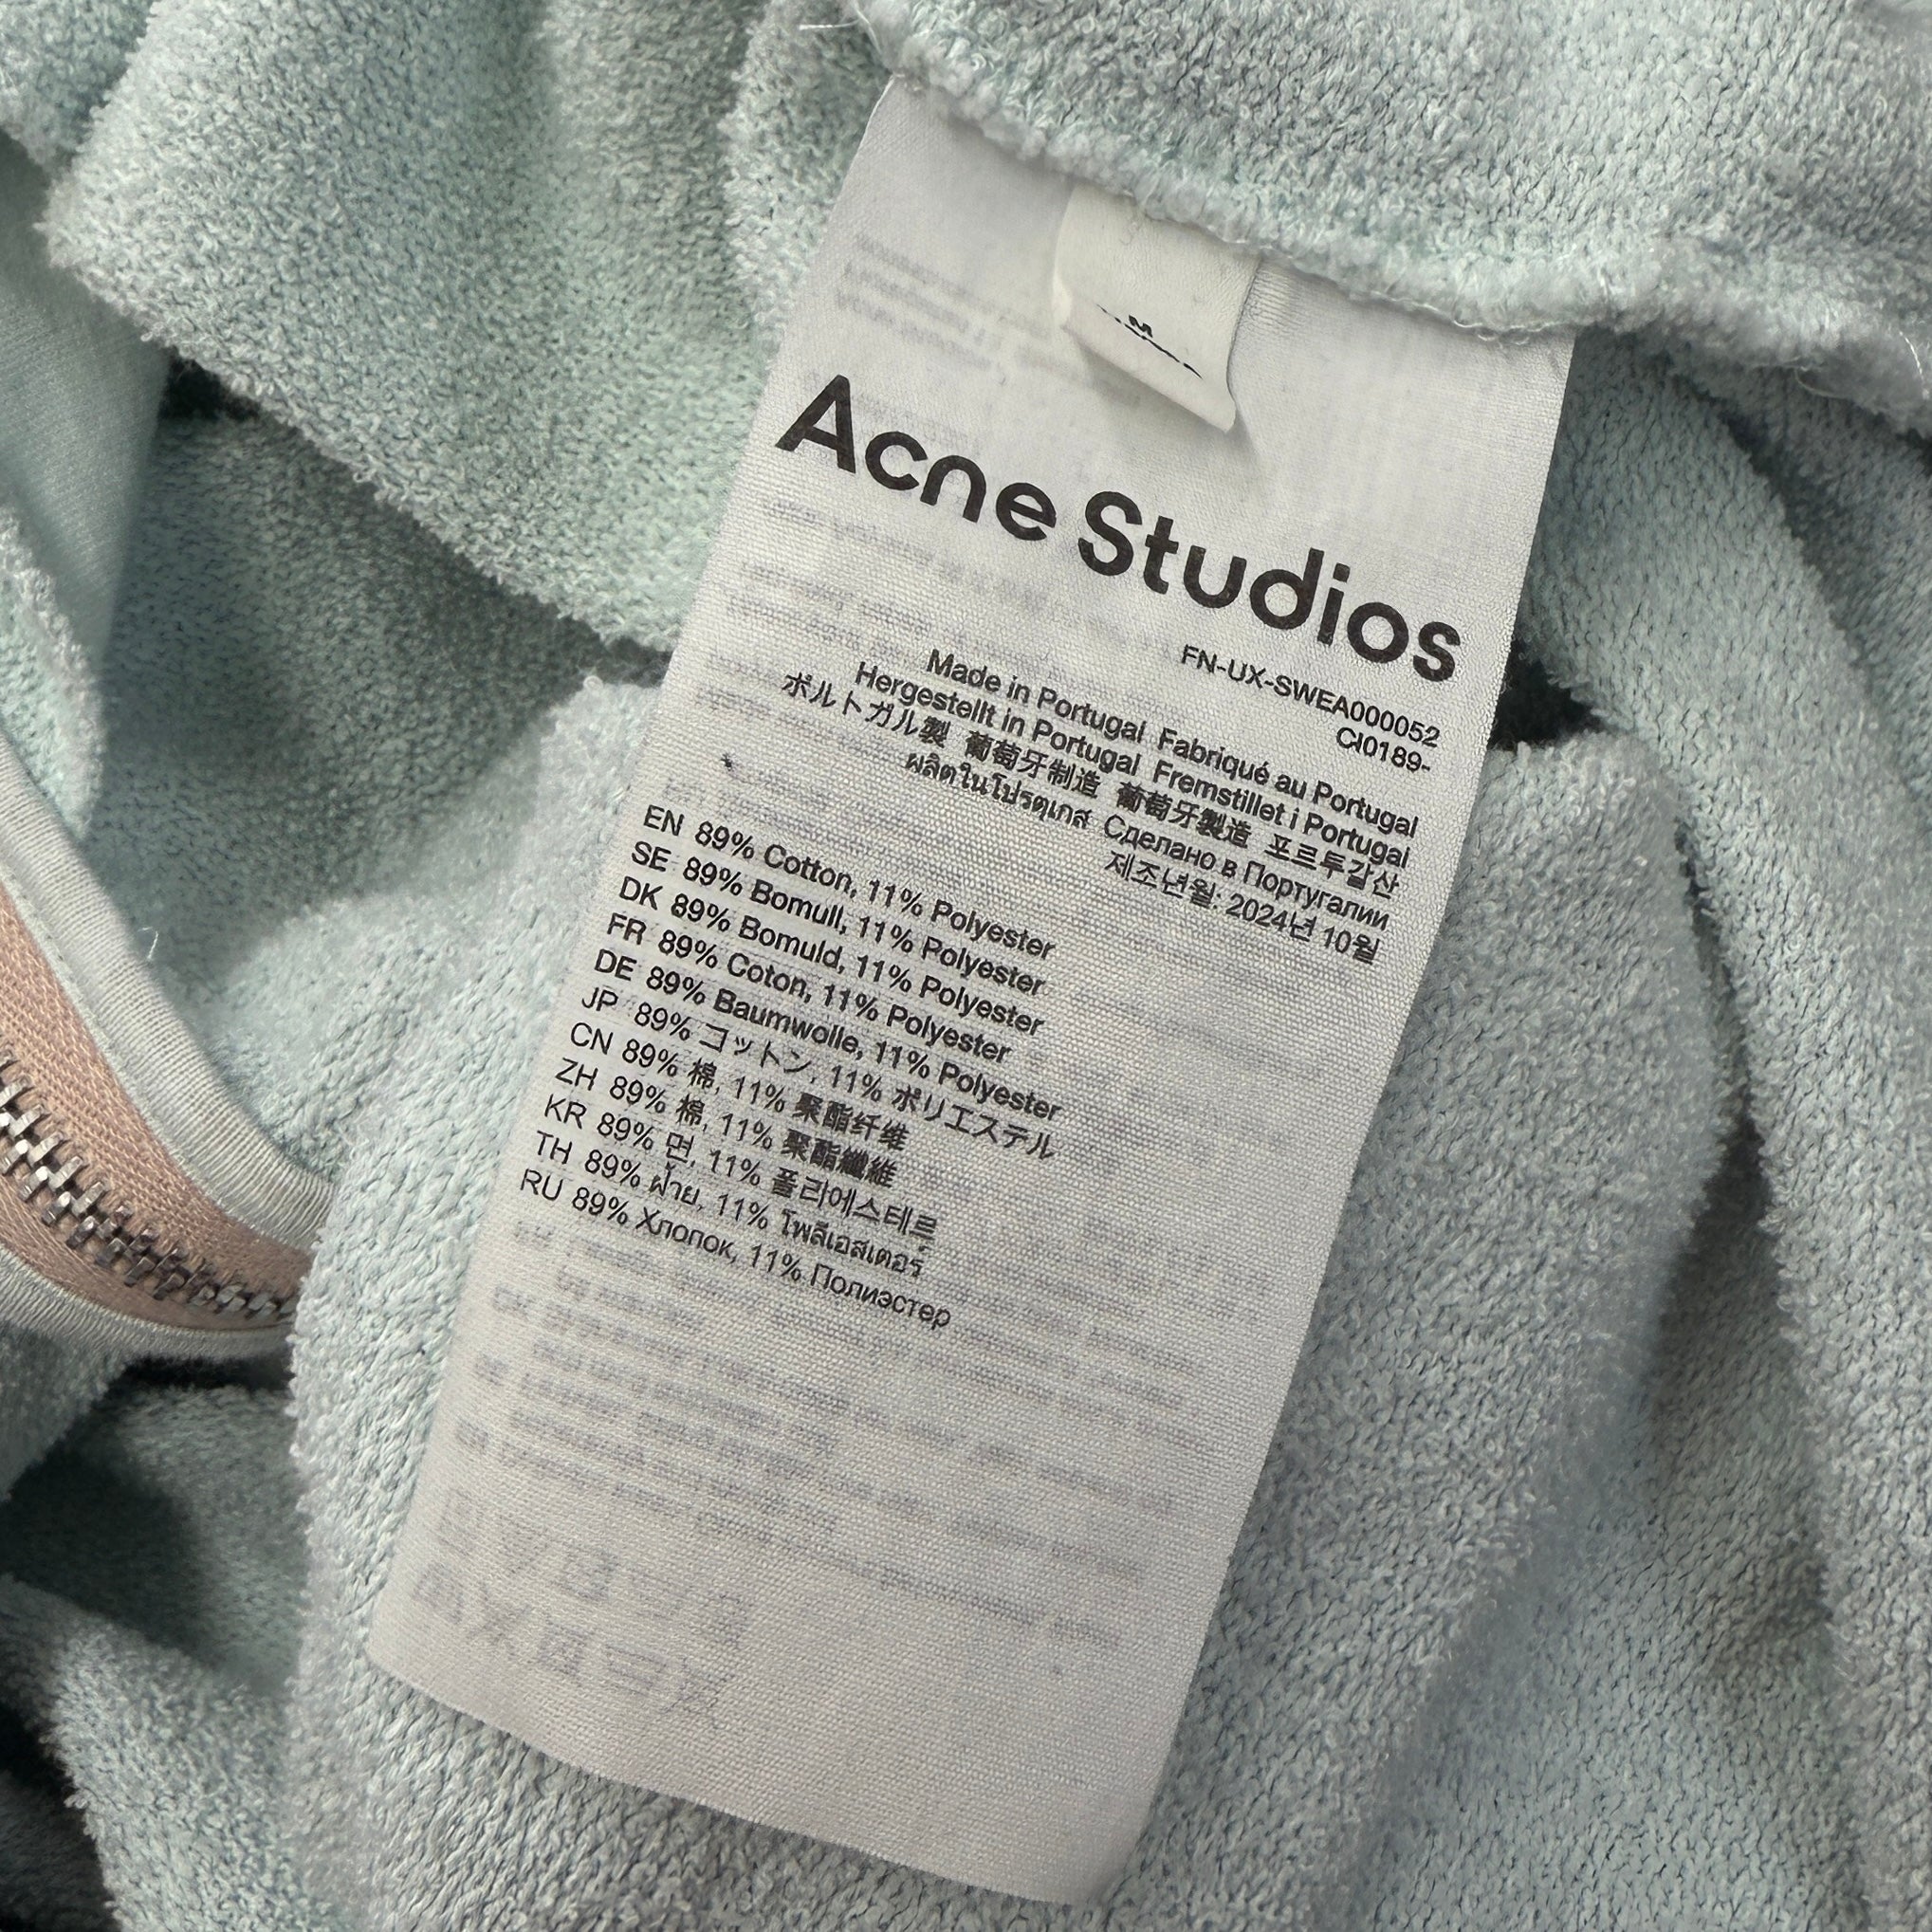 M
Acne Studios
FN-UX-SWEA000052
CI0189-
Made in Portugal Fabriqué au Portugal
Hergestellt in Portugal Fremstillet i Portugal
ポルトガル製 葡萄牙制造 葡萄牙製造 포르투갈산
ผลิตในโปรตุเกส Сделано в Португалии
제조년월: 2024년 10월
EN 89% Cotton, 11% Polyester
SE 89% Bomull, 11% Polyester
DK 89% Bomuld, 11% Polyester
FR 89% Coton, 11% Polyester
DE 89% Baumwolle, 11% Polyester
JP 89% コットン, 11% ポリエステル
CN 89% 棉, 11% 聚酯纤维
ZH 89% 棉, 11% 聚酯纖維
KR 89% 면, 11% 폴리에스테르
TH 89% ฝ้าย, 11% โพลีเอสเตอร์
RU 89% Хлопок, 11% Полиэстер